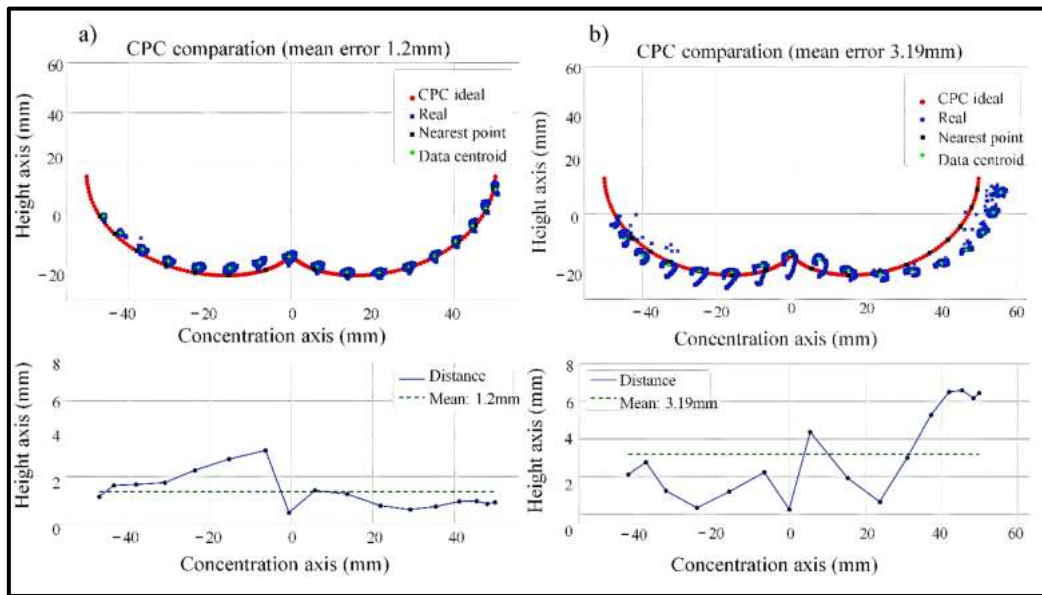 a)
CPC comparation (mean error 1.2mm)
60
40
20
0
−20
Height axis (mm)
CPC ideal
Real
Nearest point
Data centroid
−40 −20 0 20 40
Concentration axis (mm)
b)
CPC comparation (mean error 3.19mm)
60
40
20
0
−20
Height axis (mm)
CPC ideal
Real
Nearest point
Data centroid
−40 −20 0 20 40 60
Concentration axis (mm)
8
6
4
2
0
Height axis (mm)
Distance
Mean: 1.2mm
−40 −20 0 20 40
Concentration axis (mm)
8
6
4
2
0
Height axis (mm)
Distance
Mean: 3.19mm
−40 −20 0 20 40 60
Concentration axis (mm)